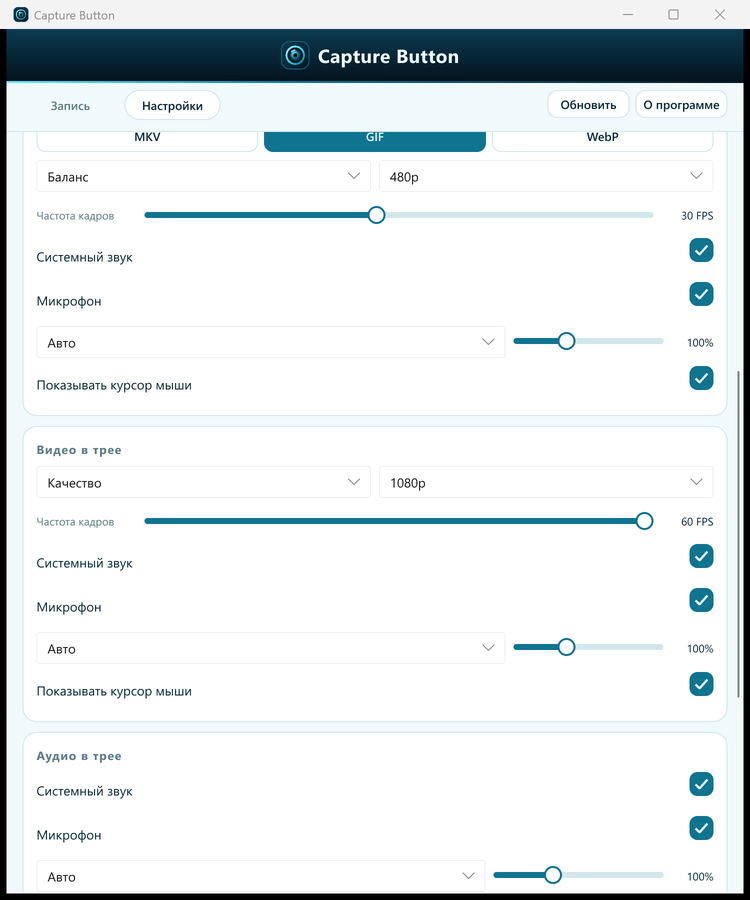 Capture Button
Capture Button
Запись
Настройки
Обновить
О программе
MKV
GIF
WebP
Баланс
480p
Частота кадров
30 FPS
Системный звук
Микрофон
Авто
100%
Показывать курсор мыши
Видео в трее
Качество
1080p
Частота кадров
60 FPS
Системный звук
Микрофон
Авто
100%
Показывать курсор мыши
Аудио в трее
Системный звук
Микрофон
Авто
100%